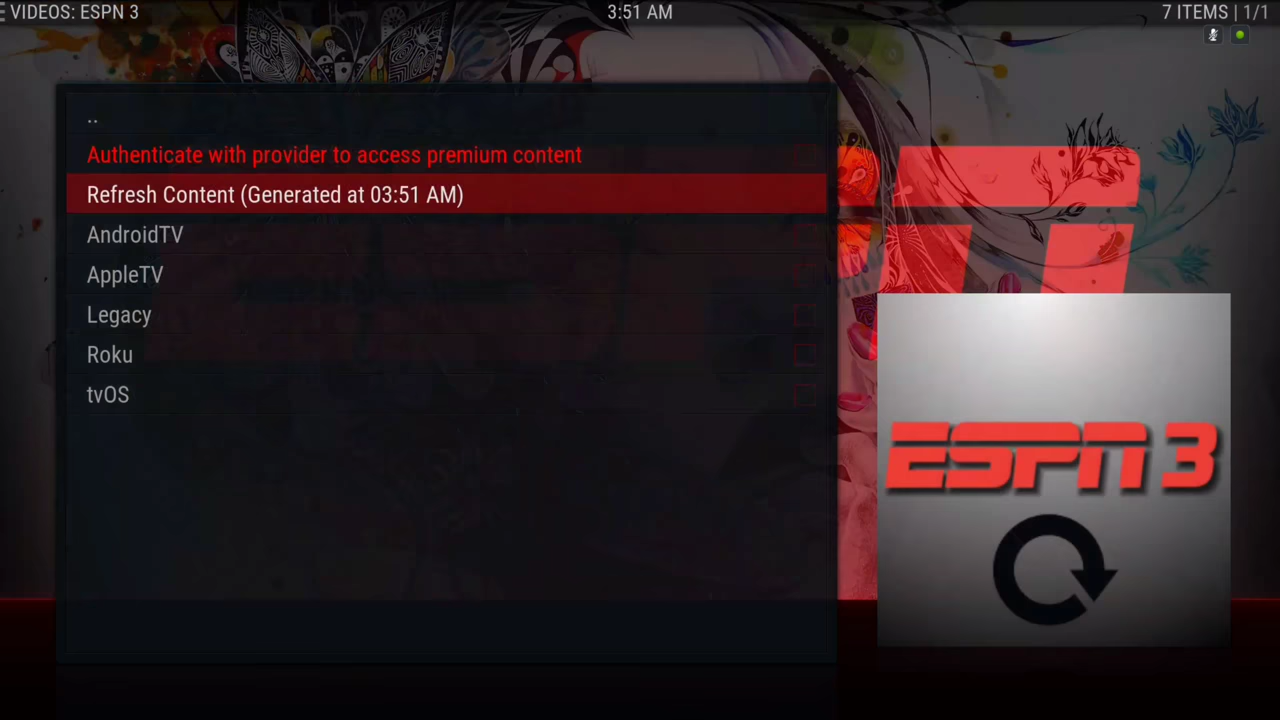 VIDEOS: ESPN 3
3:51 AM
7 ITEMS | 1/1
..
Authenticate with provider to access premium content
Refresh Content (Generated at 03:51 AM)
AndroidTV
AppleTV
Legacy
Roku
tvOS
ESPN 3